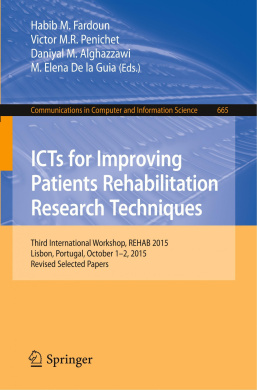 Habib M. Fardoun
Victor M.R. Penichet
Daniyal M. Alghazzawi
M. Elena De la Guia (Eds.)
Communications in Computer and Information Science 665
ICTs for Improving
Patients Rehabilitation
Research Techniques
Third International Workshop, REHAB 2015
Lisbon, Portugal, October 1–2, 2015
Revised Selected Papers
Springer